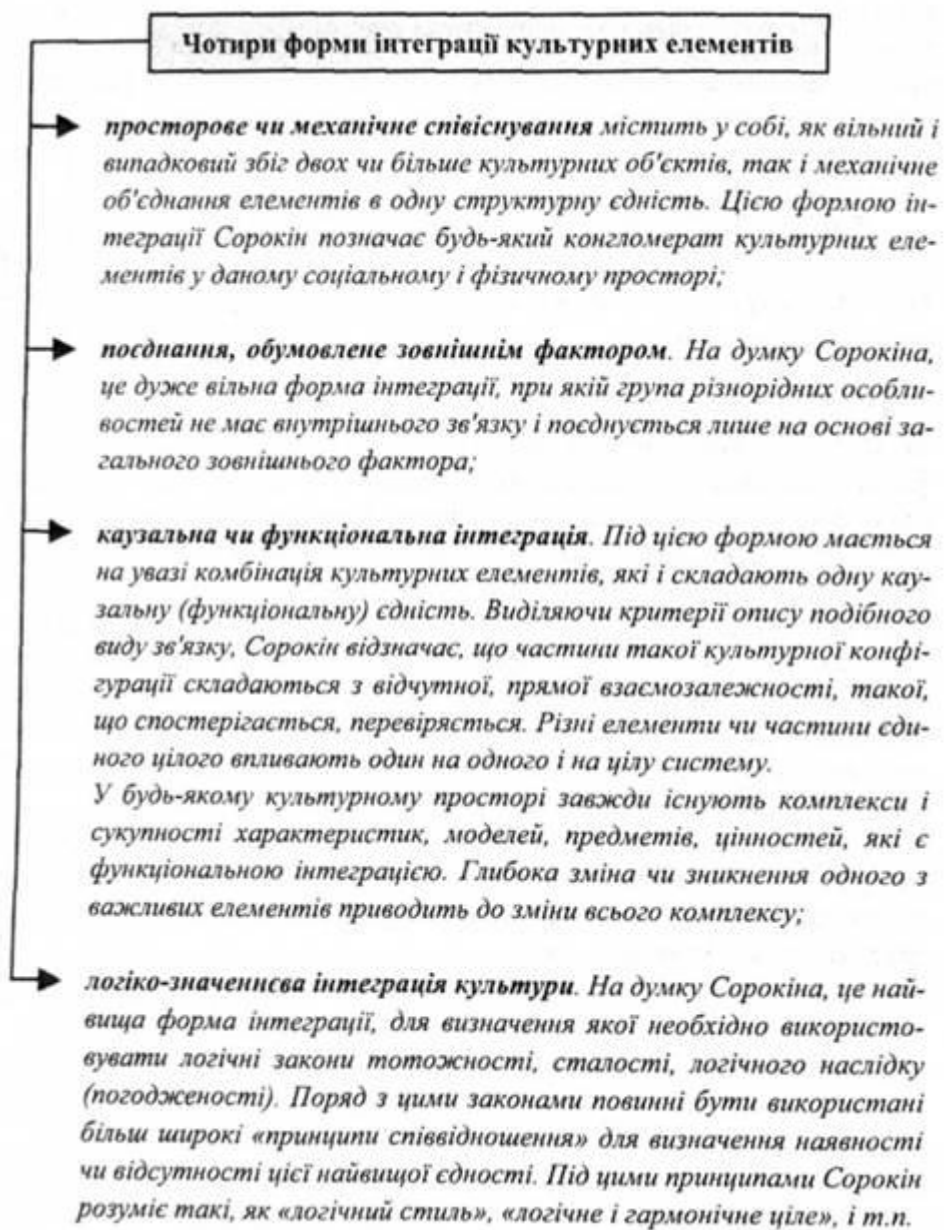 Чотири форми інтеграції культурних елементів
просторове чи механічне співіснування містить у собі, як вільний і
випадковий збіг двох чи більше культурних об'єктів, так і механічне
об'єднання елементів в одну структурну єдність. Цією формою ін-
теграції Сорокін позначає будь-який конгломерат культурних еле-
ментів у даному соціальному і фізичному просторі;
поєднання, обумовлене зовнішнім фактором. На думку Сорокіна,
це дуже вільна форма інтеграції, при якій група різнорідних особли-
востей не має внутрішнього зв'язку і поєднується лише на основі за-
гального зовнішнього фактора;
каузальна чи функціональна інтеграція. Під цією формою мається
на увазі комбінація культурних елементів, які і складають одну кау-
зальну (функціональну) єдність. Виділяючи критерії опису подібного
виду зв'язку, Сорокін відзначає, що частини такої культурної конфі-
гурації складаються з відчутної, прямої взаємозалежності, такої,
що спостерігається, перевіряється. Різні елементи чи частини єди-
ного цілого впливають один на одного і на цілу систему.
У будь-якому культурному просторі завжди існують комплекси і
сукупності характеристик, моделей, предметів, цінностей, які є
функціональною інтеграцією. Глибока зміна чи зникнення одного з
важливих елементів приводить до зміни всього комплексу;
логіко-значеннєва інтеграція культури. На думку Сорокіна, це най-
вища форма інтеграції, для визначення якої необхідно використо-
вувати логічні закони тотожності, сталості, логічного наслідку
(погодженості). Поряд з цими законами повинні бути використані
більш широкі «принципи співвідношення» для визначення наявності
чи відсутності цієї найвищої єдності. Під цими принципами Сорокін
розуміє такі, як «логічний стиль», «логічне і гармонічне ціле», і т.п.